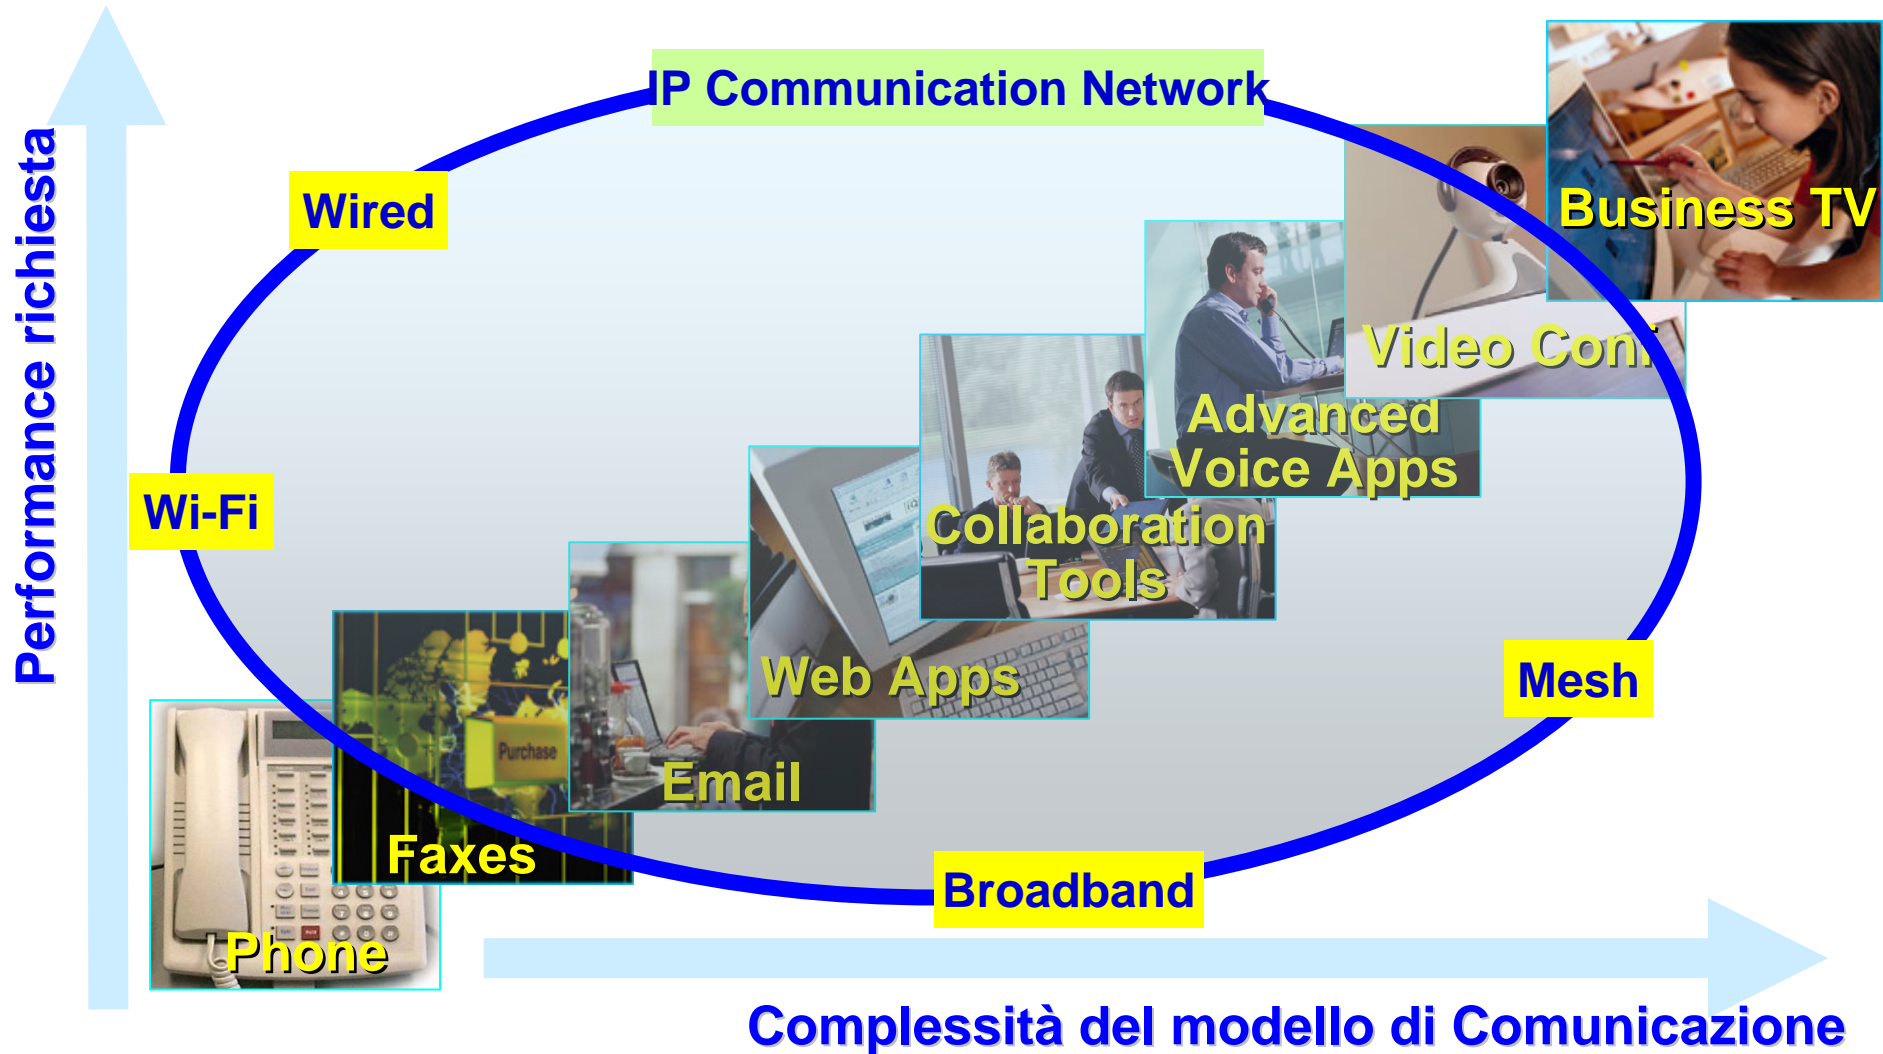 IP Communication Network
Wired
Business TV
Performance richiesta
Video Conf
Advanced
Voice Apps
Wi-Fi
Collaboration
Tools
Web Apps
Mesh
Purchase
Email
Faxes
Broadband
Phone
Complessità del modello di Comunicazione